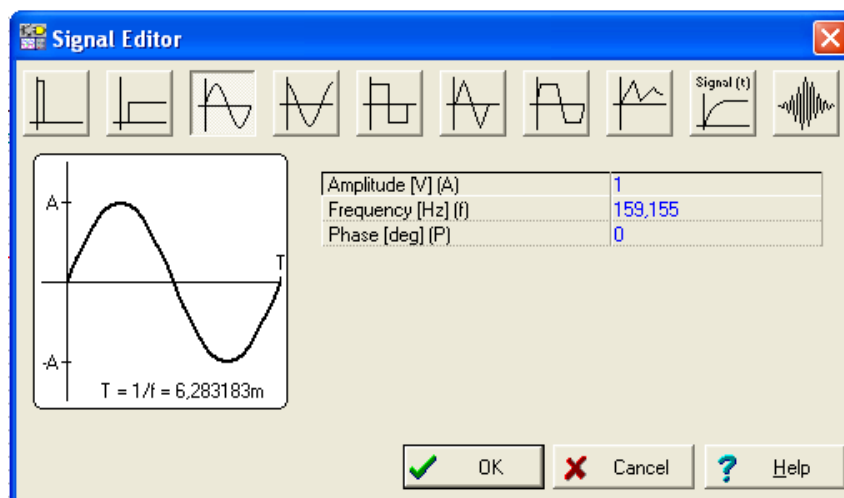 Signal Editor
Signal (t)
A
T
-A
T = 1/f = 6,283183m
Amplitude [V] (A) 1
Frequency [Hz] (f) 159,155
Phase [deg] (P) 0
OK Cancel Help